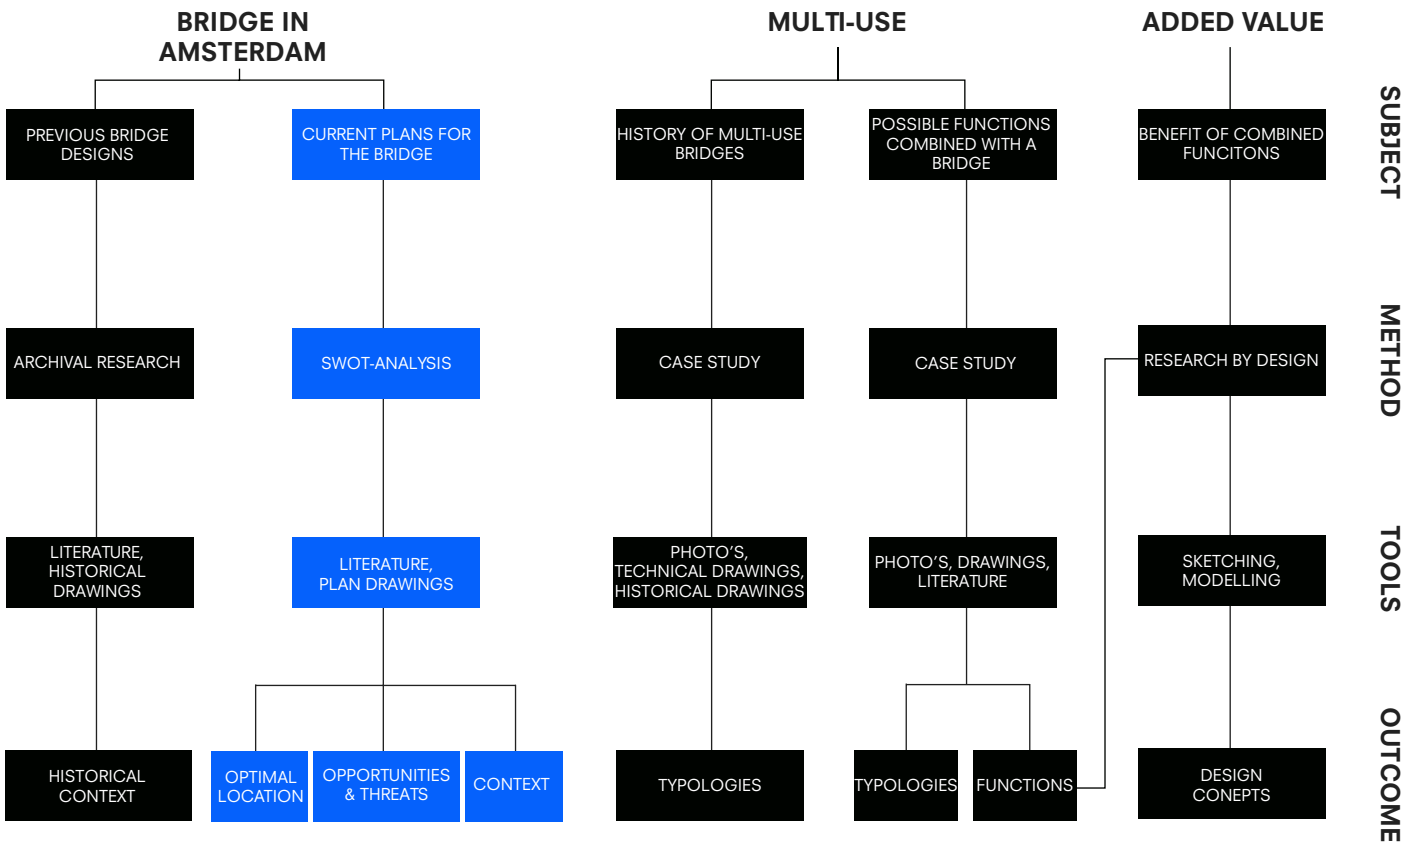 BRIDGE IN
AMSTERDAM
MULTI-USE
ADDED VALUE
SUBJECT
PREVIOUS BRIDGE
DESIGNS
CURRENT PLANS FOR
THE BRIDGE
HISTORY OF MULTI-USE
BRIDGES
POSSIBLE FUNCTIONS
COMBINED WITH A
BRIDGE
BENEFIT OF COMBINED
FUNCITONS
METHOD
ARCHIVAL RESEARCH
SWOT-ANALYSIS
CASE STUDY
CASE STUDY
RESEARCH BY DESIGN
TOOLS
LITERATURE,
HISTORICAL
DRAWINGS
LITERATURE,
PLAN DRAWINGS
PHOTO'S,
TECHNICAL DRAWINGS,
HISTORICAL DRAWINGS
PHOTO'S, DRAWINGS,
LITERATURE
SKETCHING,
MODELLING
OUTCOME
HISTORICAL
CONTEXT
OPTIMAL
LOCATION
OPPORTUNITIES
& THREATS
CONTEXT
TYPOLOGIES
TYPOLOGIES
FUNCTIONS
DESIGN
CONEPTS